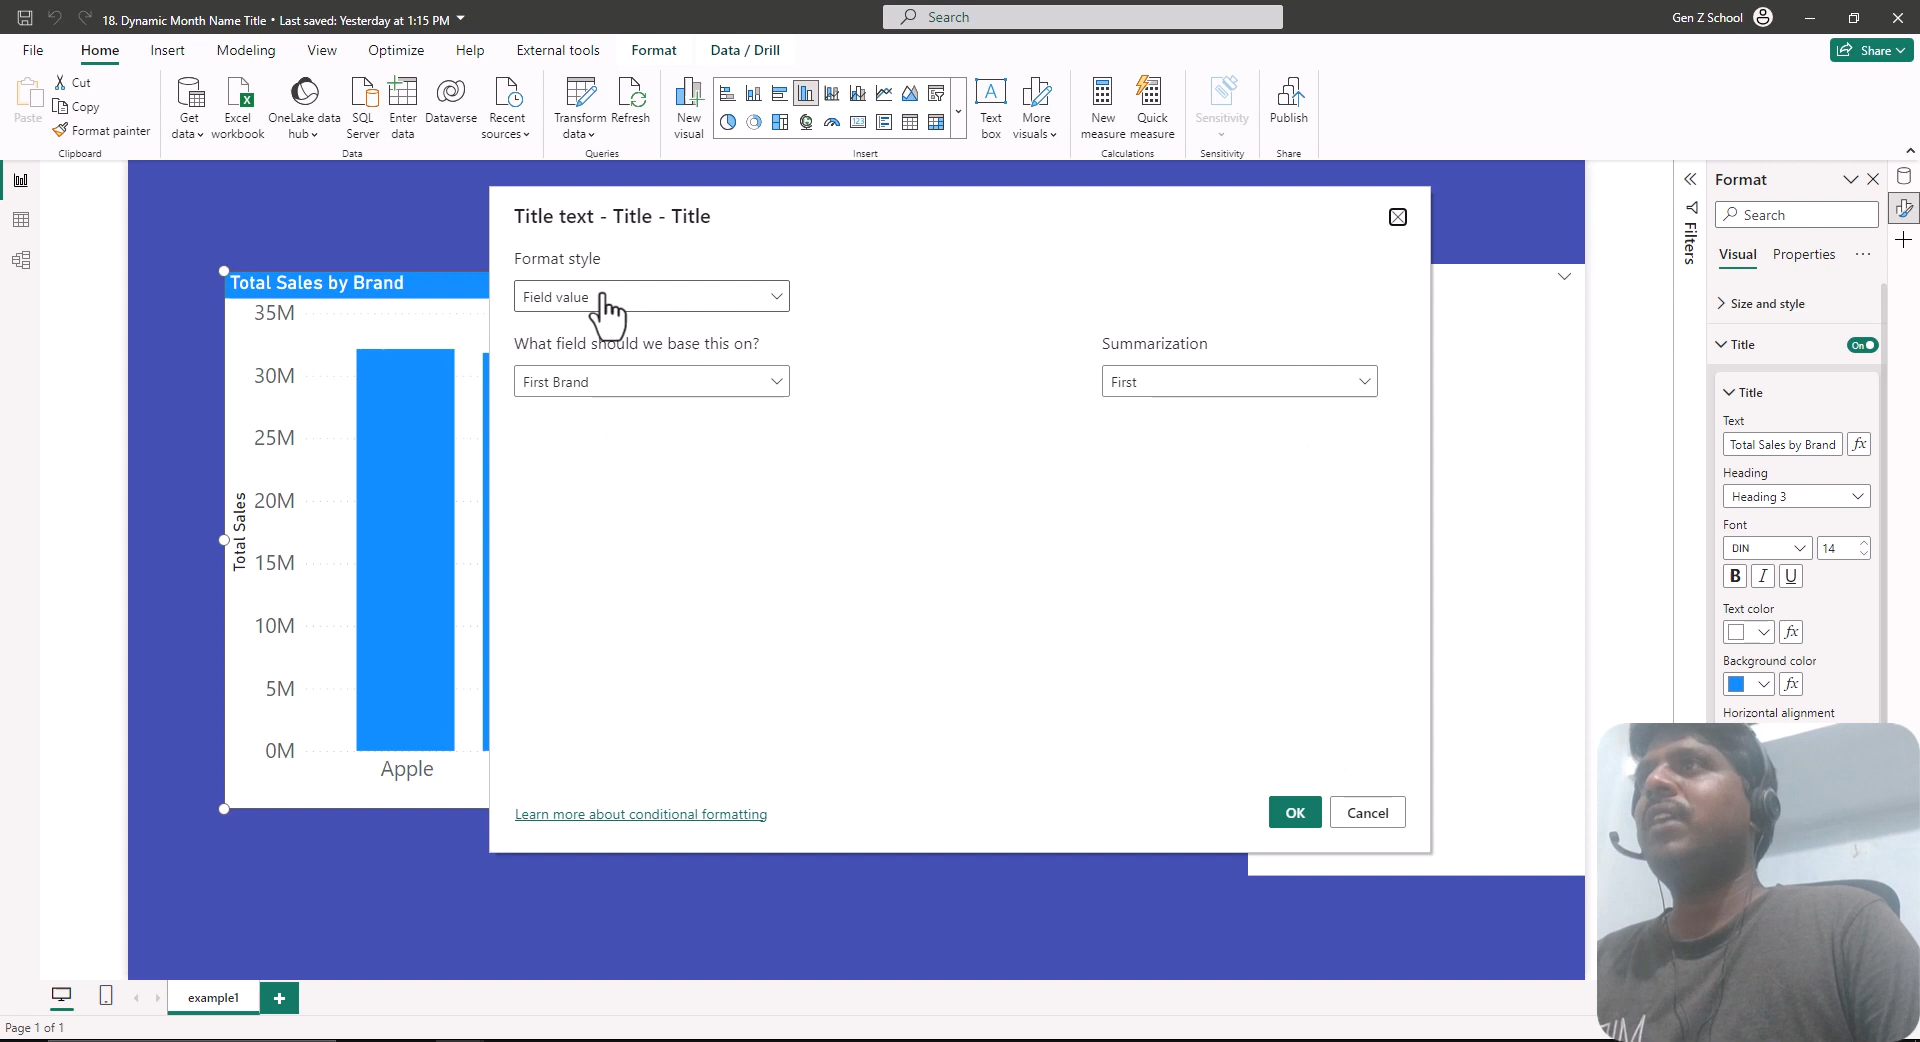 18. Dynamic Month Name Title • Last saved: Yesterday at 1:15 PM
Search
Gen Z School
File
Home
Insert
Modeling
View
Optimize
Help
External tools
Format
Data / Drill
Share
Paste
Cut
Copy
Format painter
Clipboard
Get data
Excel workbook
OneLake data hub
SQL Server
Enter data
Dataverse
Recent sources
Data
Transform data
Refresh
Queries
New visual
Text box
More visuals
Insert
New measure
Quick measure
Calculations
Sensitivity
Sensitivity
Publish
Share
Total Sales by Brand
35M
30M
25M
20M
15M
10M
5M
0M
Total Sales
Apple
Title text - Title - Title
Format style
Field value
What field should we base this on?
First Brand
Summarization
First
Learn more about conditional formatting
OK
Cancel
Filters
Format
Search
Visual
Properties
Size and style
Title
On
Title
Text
Total Sales by Brand
fx
Heading
Heading 3
Font
DIN
14
B
I
U
Text color
fx
Background color
fx
Horizontal alignment
example1
Page 1 of 1